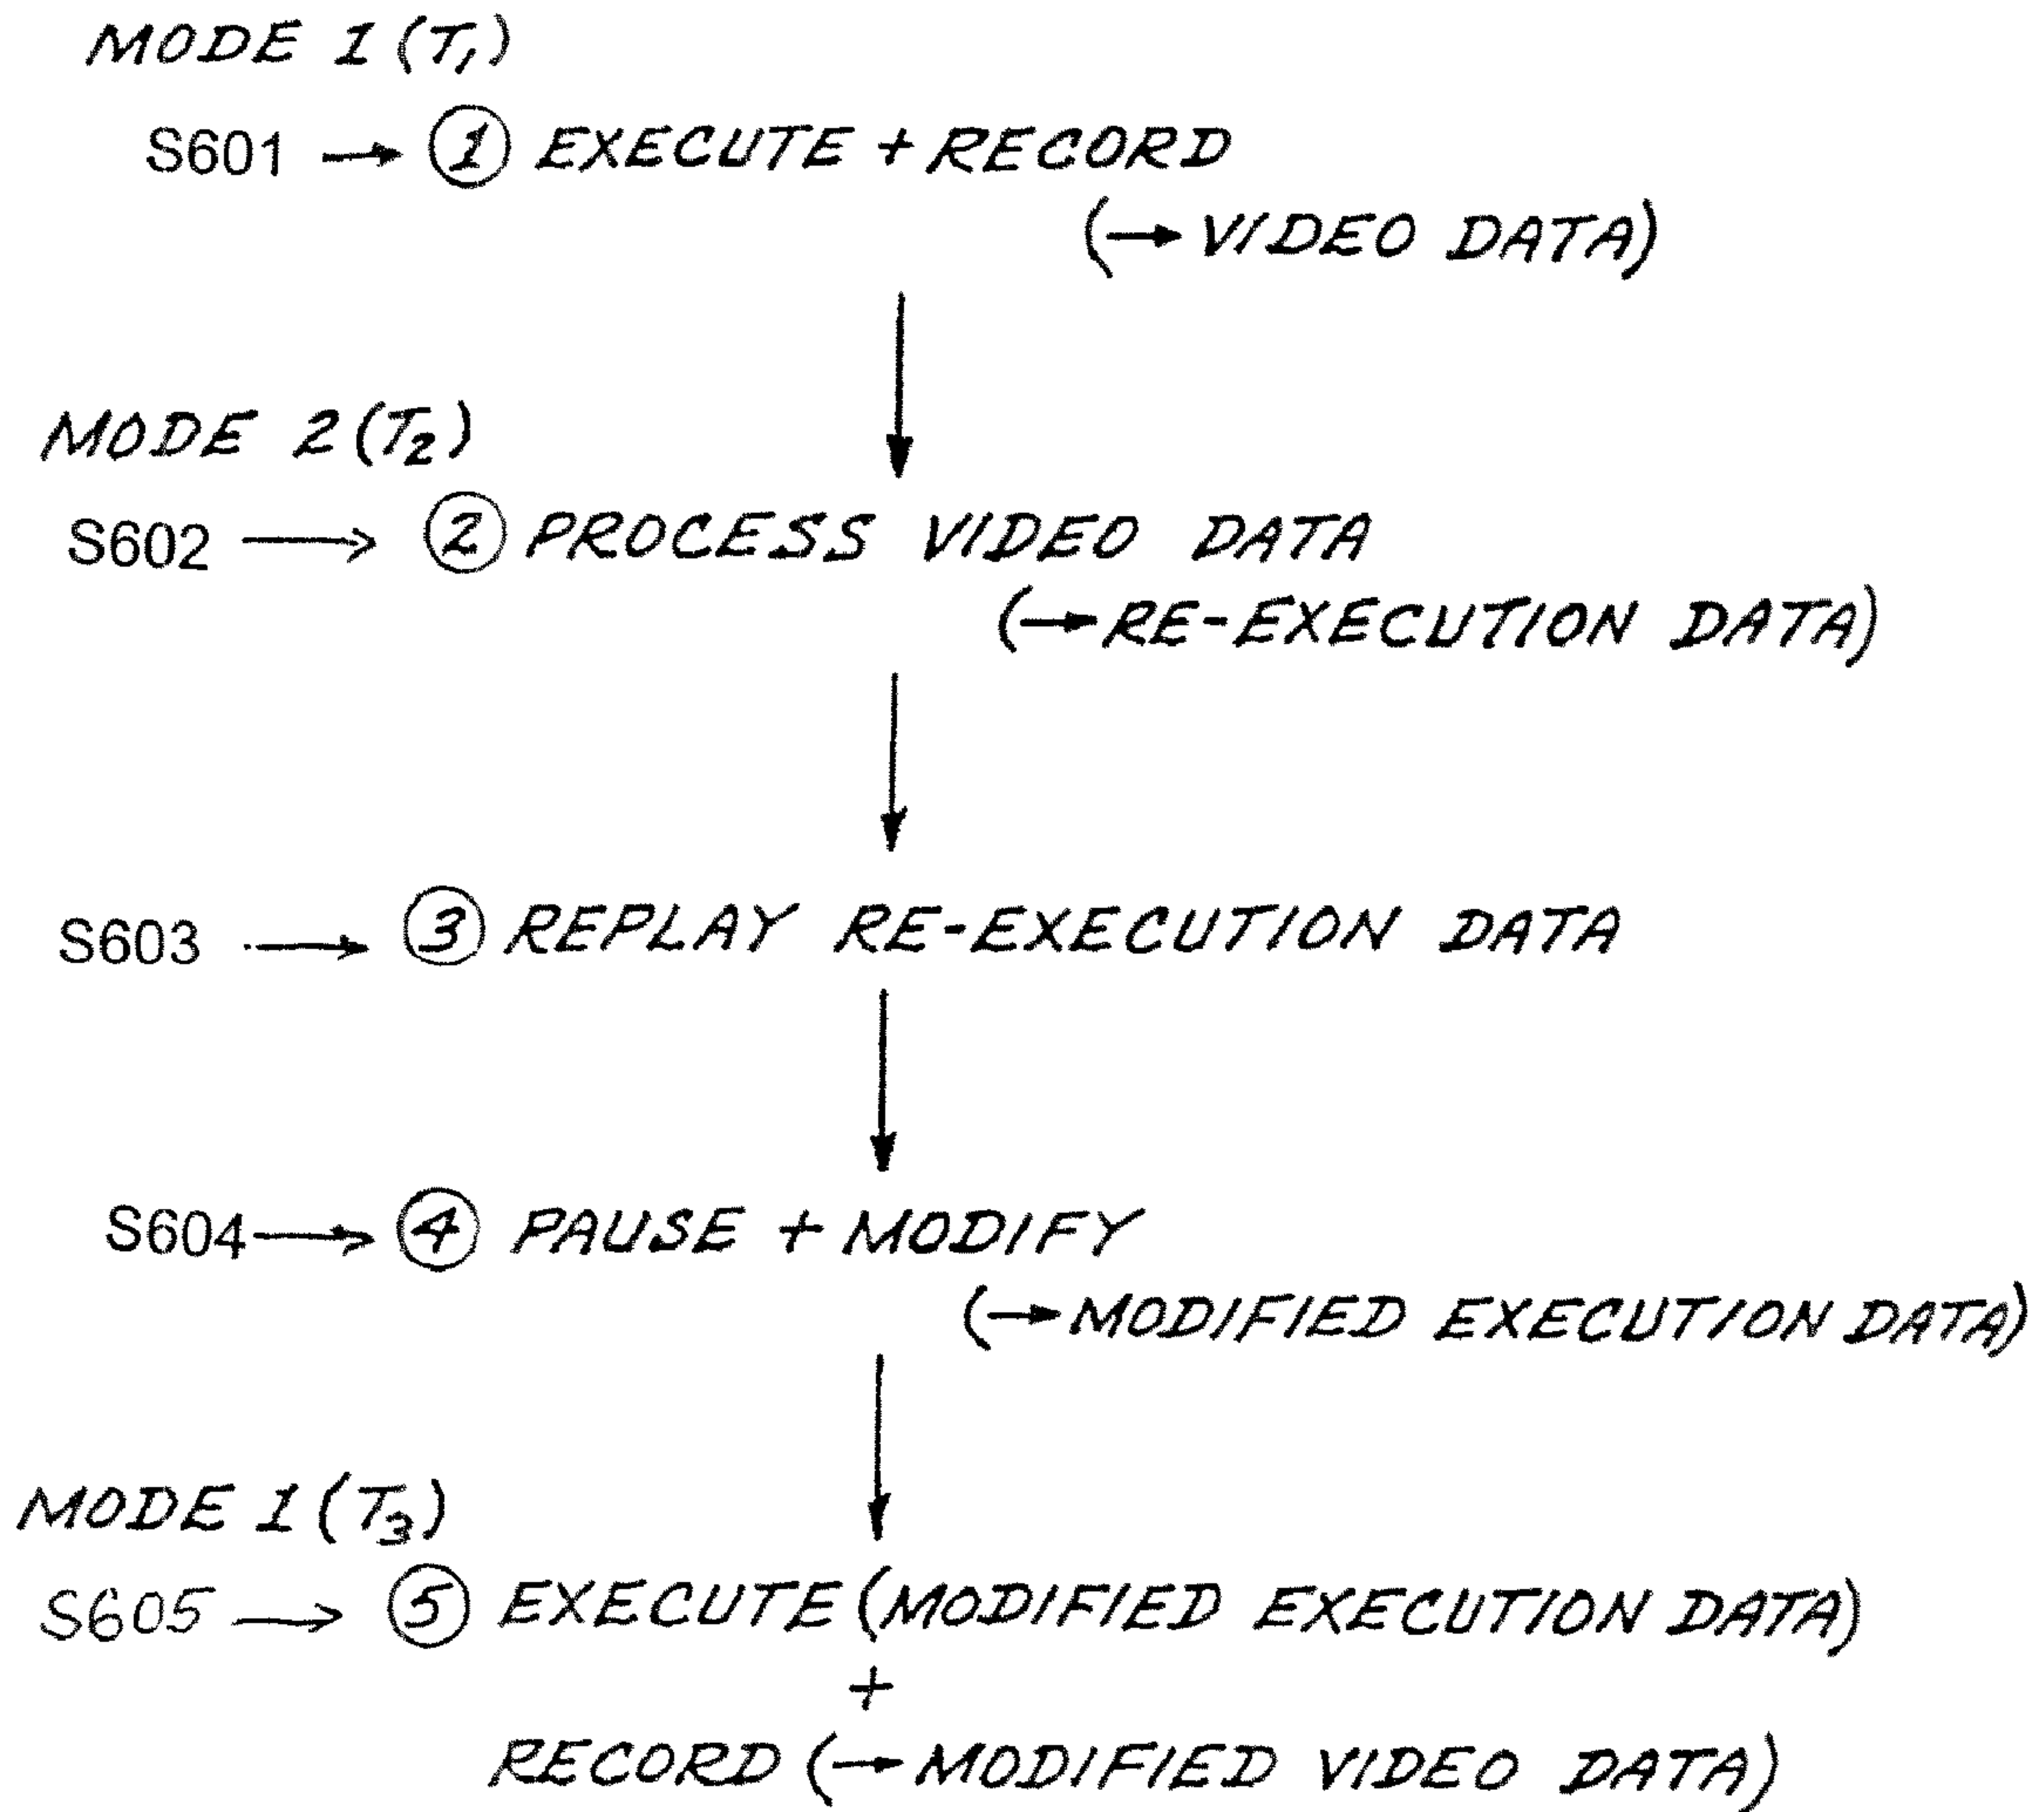 MODE 1 (T1)
S601 → ① EXECUTE + RECORD
(→ VIDEO DATA)
MODE 2 (T2)
S602 → ② PROCESS VIDEO DATA
(→ RE-EXECUTION DATA)
S603 → ③ REPLAY RE-EXECUTION DATA
S604 → ④ PAUSE + MODIFY
(→ MODIFIED EXECUTION DATA)
MODE 1 (T3)
S605 → ⑤ EXECUTE (MODIFIED EXECUTION DATA)
+
RECORD (→ MODIFIED VIDEO DATA)